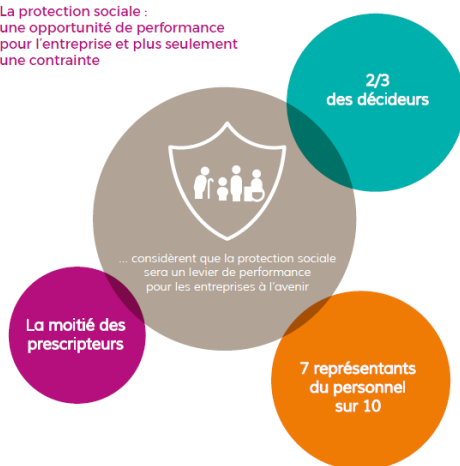 La protection sociale :
une opportunité de performance
pour l'entreprise et plus seulement
une contrainte
2/3
des décideurs
... considèrent que la protection sociale
sera un levier de performance
pour les entreprises à l'avenir
La moitié des
prescripteurs
7 représentants
du personnel
sur 10